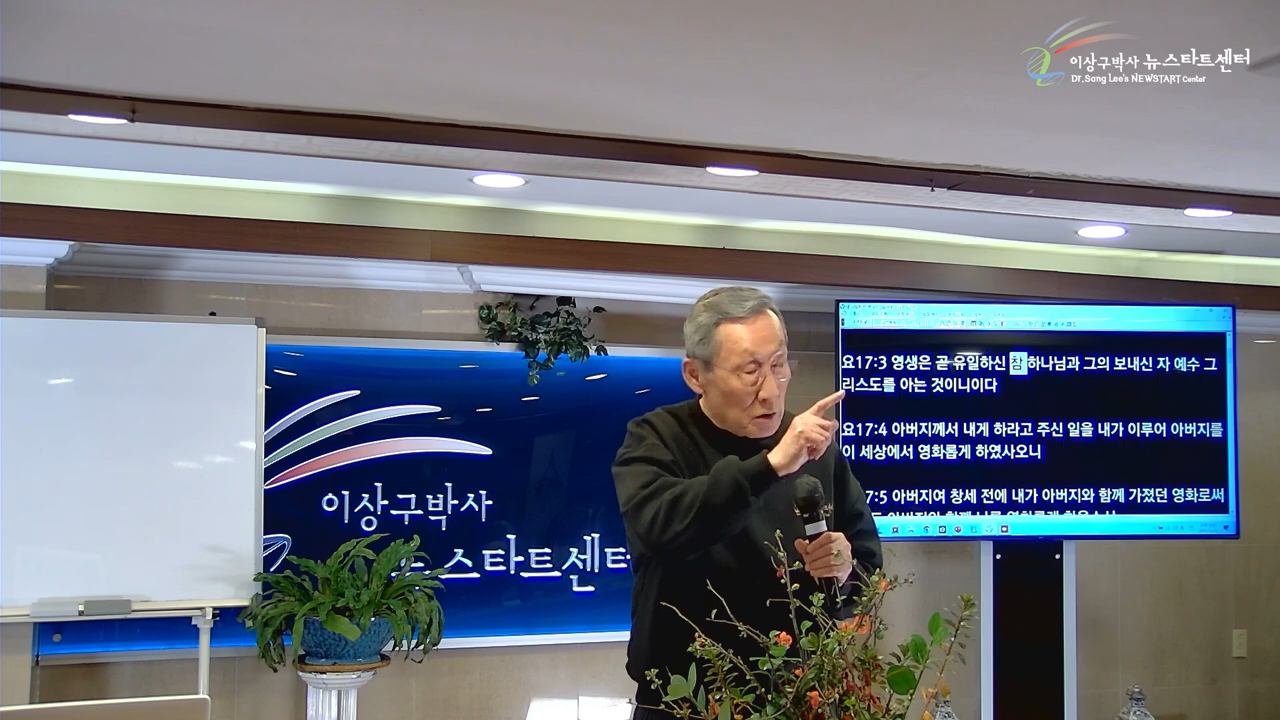 이상구박사 뉴스타트센터
Dr. Sang Lee's NEWSTART Center
이상구박사
뉴스타트센터
요17:3 영생은 곧 유일하신 참 하나님과 그의 보내신 자 예수 그
리스도를 아는 것이니이다
요17:4 아버지께서 내게 하라고 주신 일을 내가 이루어 아버지를
이 세상에서 영화롭게 하였사오니
17:5 아버지여 창세 전에 내가 아버지와 함께 가졌던 영화로써